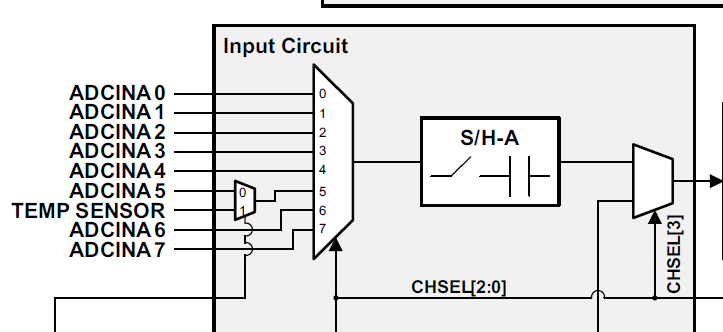 Input Circuit
ADCINA 0
ADCINA 1
ADCINA 2
ADCINA 3
ADCINA 4
ADCINA 5
TEMP SENSOR
ADCINA 6
ADCINA 7
0
1
0
1
2
3
4
5
6
7
S/H-A
CHSEL[2:0]
CHSEL[3]